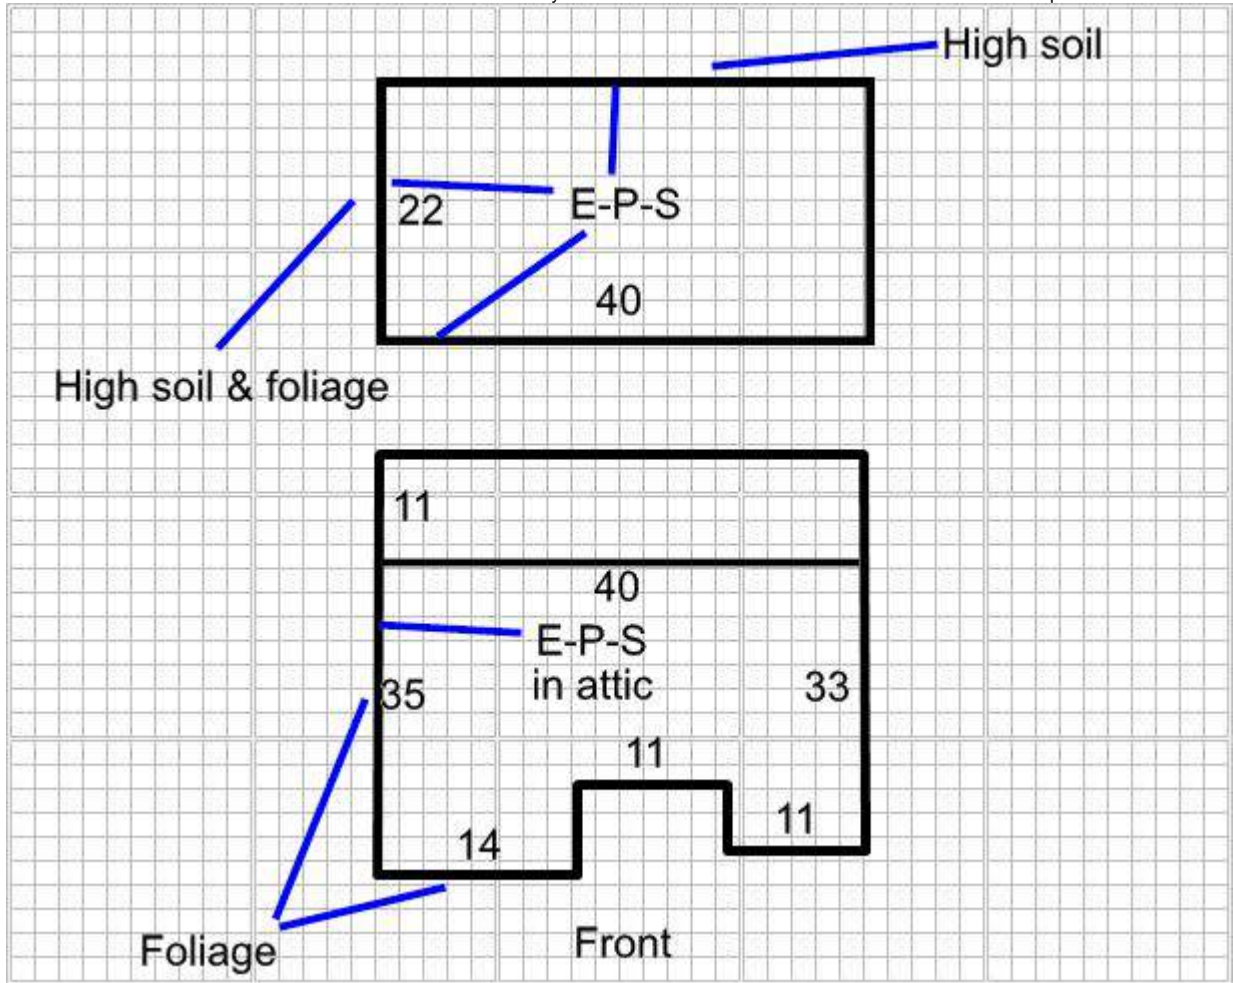 High soil
E-P-S
22
40
High soil & foliage
11
40
E-P-S
in attic
35
33
11
11
14
Foliage
Front